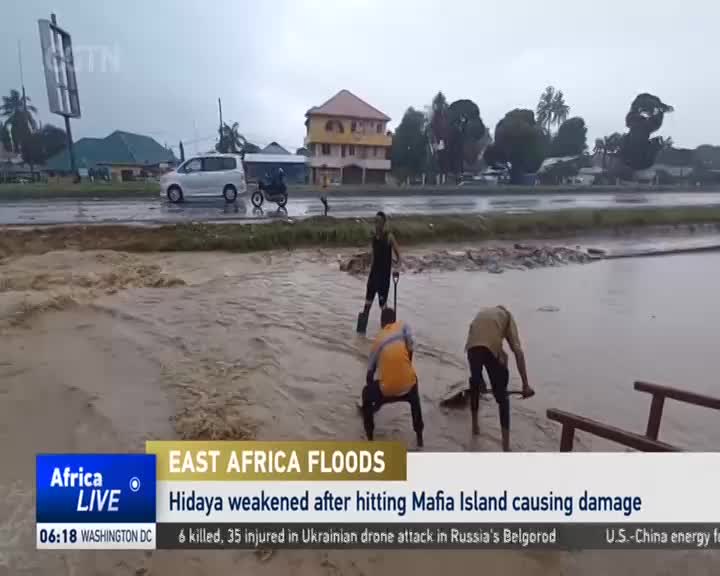 CGTN
EAST AFRICA FLOODS
Africa
LIVE
Hidaya weakened after hitting Mafia Island causing damage
06:18 WASHINGTON DC
6 killed, 35 injured in Ukrainian drone attack in Russia's Belgorod
U.S.-China energy f